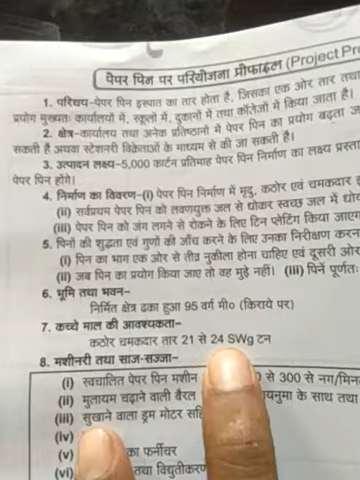 पेपर पिन पर परियोजना प्रीफाइल (Project Pr
1. परिचय–पेपर पिन इस्पात का तार होता है, जिसका एक ओर तार तथा
प्रयोग मुख्यतः कार्यालयों में, स्कूलों में, दुकानों में तथा कॉलेजों में किया जाता है।
2. क्षेत्र–कार्यालय तथा अनेक प्रतिष्ठानों में पेपर पिन का प्रयोग बढ़ता ज
सकती है अथवा स्टेशनरी विक्रेताओं के माध्यम से की जा सकती है।
3. उत्पादन लक्ष्य–5,000 कार्टन प्रतिमाह पेपर पिन निर्माण का लक्ष्य प्रस्ता
पेपर पिन होंगे।
4. निर्माण का विवरण–(i) पेपर पिन निर्माण में मृदु, कठोर एवं चमकदार
(ii) सर्वप्रथम पेपर पिन को लवणयुक्त जल से धोकर स्वच्छ जल में धोय
(iii) पेपर पिन को जंग लगने से रोकने के लिए टिन प्लेटिंग किया जाएग
5. पिनों की शुद्धता एवं गुणों की जाँच करने के लिए उनका निरीक्षण करन
(i) पिन का भाग एक ओर से तीव्र नुकीला होना चाहिए एवं दूसरी ओर
(ii) जब पिन का प्रयोग किया जाए तो वह मुड़े नहीं। (iii) पिनें पूर्णतः
6. भूमि तथा भवन–
निर्मित क्षेत्र ढका हुआ 95 वर्ग मी० (किराये पर)
7. कच्चे माल की आवश्यकता–
कठोर चमकदार तार 21 से 24 SWg टन
8. मशीनरी तथा साज-सज्जा–
(i) स्वचालित पेपर पिन मशीन 0 से 300 से नग/मिन
(ii) मुलायम चढ़ाने वाली बैरल यनुमा के साथ तथा
(iii) सुखाने वाला ड्रम मोटर सहि
(iv)
(v) का फर्नीचर
(vi) तथा विद्युतीकरण